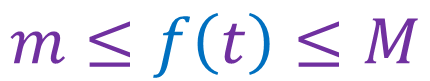 m ≤ f(t) ≤ M